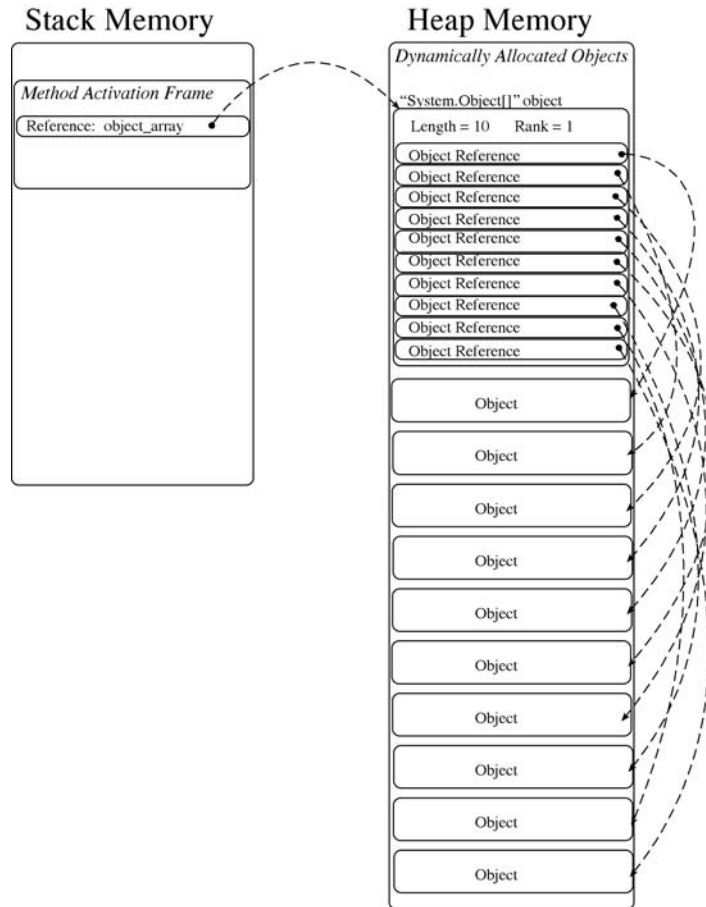 Stack Memory
Heap Memory
Method Activation Frame
Reference: object_array
Dynamically Allocated Objects
“System.Object[]” object
Length = 10 Rank = 1
Object Reference
Object Reference
Object Reference
Object Reference
Object Reference
Object Reference
Object Reference
Object Reference
Object Reference
Object Reference
Object
Object
Object
Object
Object
Object
Object
Object
Object
Object